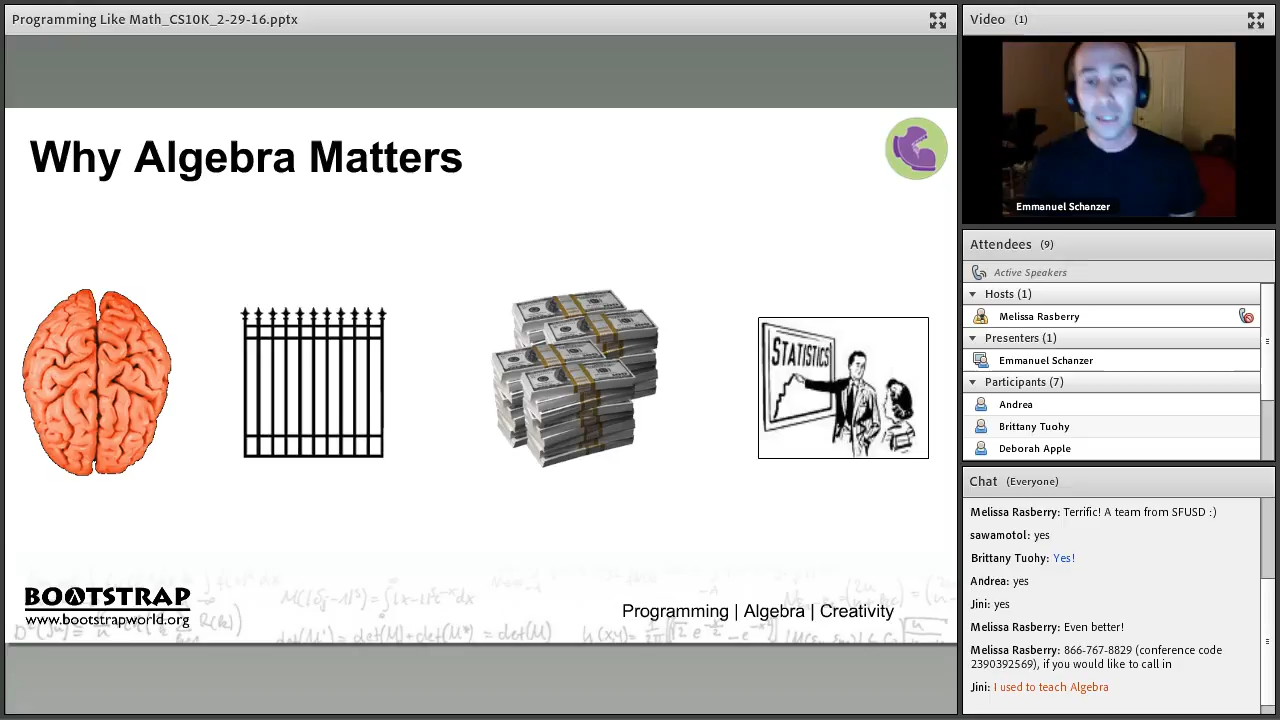 Programming Like Math_CS10K_2-29-16.pptx
Why Algebra Matters
STATISTICS
BOOTSTRAP
www.bootstrapworld.org
Programming | Algebra | Creativity
Video (1)
Emmanuel Schanzer
Attendees (9)
Active Speakers
Hosts (1)
Melissa Rasberry
Presenters (1)
Emmanuel Schanzer
Participants (7)
Andrea
Brittany Tuohy
Deborah Apple
Chat (Everyone)
Melissa Rasberry: Terrific! A team from SFUSD :)
sawamotol: yes
Brittany Tuohy: Yes!
Andrea: yes
Jini: yes
Melissa Rasberry: Even better!
Melissa Rasberry: 866-767-8829 (conference code
2390392569), if you would like to call in
Jini: I used to teach Algebra